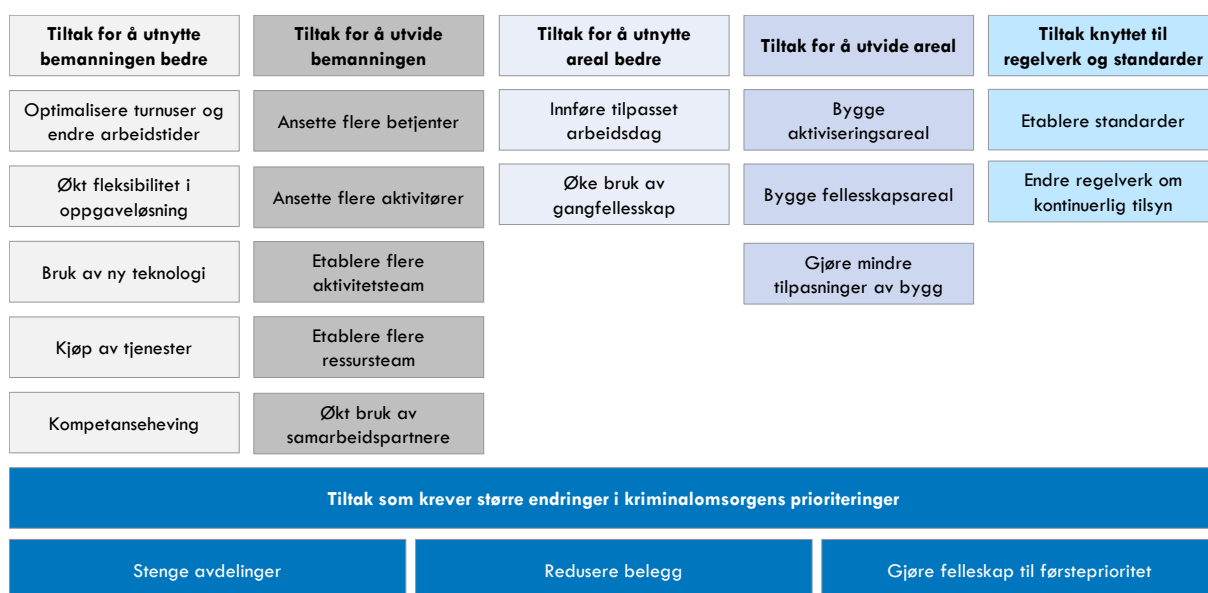 Tiltak for å utnytte
bemanningen bedre
Tiltak for å utvide
bemanningen
Tiltak for å utnytte
areal bedre
Tiltak for å utvide areal
Tiltak knyttet til
regelverk og standarder
Optimalisere turnuser og
endre arbeidstider
Ansette flere betjenter
Innføre tilpasset
arbeidsdag
Bygge
aktiviseringsareal
Etablere standarder
Økt fleksibilitet i
oppgaveløsning
Ansette flere aktivitører
Øke bruk av
gangfellesskap
Bygge fellesskapsareal
Endre regelverk om
kontinuerlig tilsyn
Bruk av ny teknologi
Etablere flere
aktivitetsteam
Gjøre mindre
tilpasninger av bygg
Kjøp av tjenester
Etablere flere
ressursteam
Kompetanseheving
Økt bruk av
samarbeidspartnere
Tiltak som krever større endringer i kriminalomsorgens prioriteringer
Stenge avdelinger
Redusere belegg
Gjøre felleskap til førsteprioritet